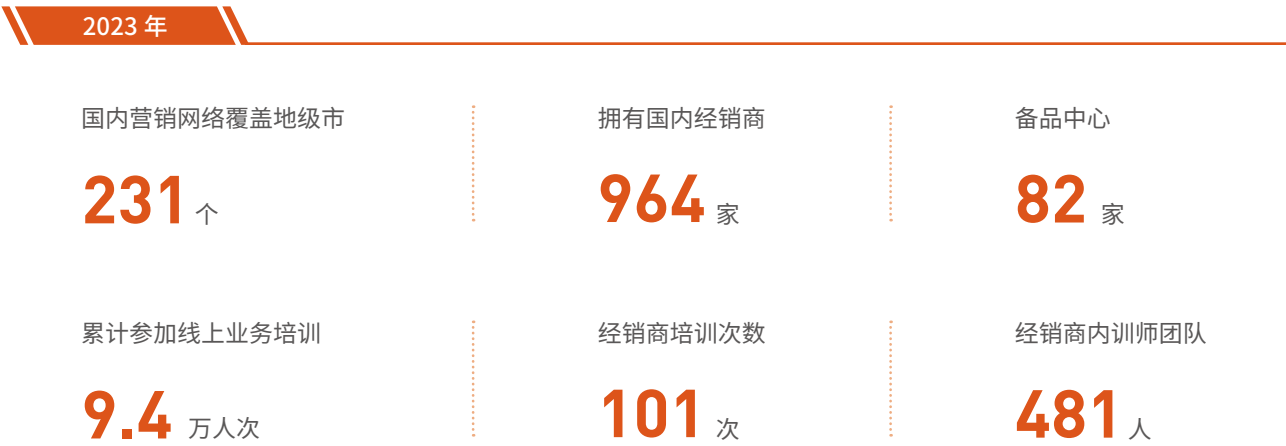 2023 年
国内营销网络覆盖地级市
231 个
拥有国内经销商
964 家
备品中心
82 家
累计参加线上业务培训
9.4 万人次
经销商培训次数
101 次
经销商内训师团队
481 人